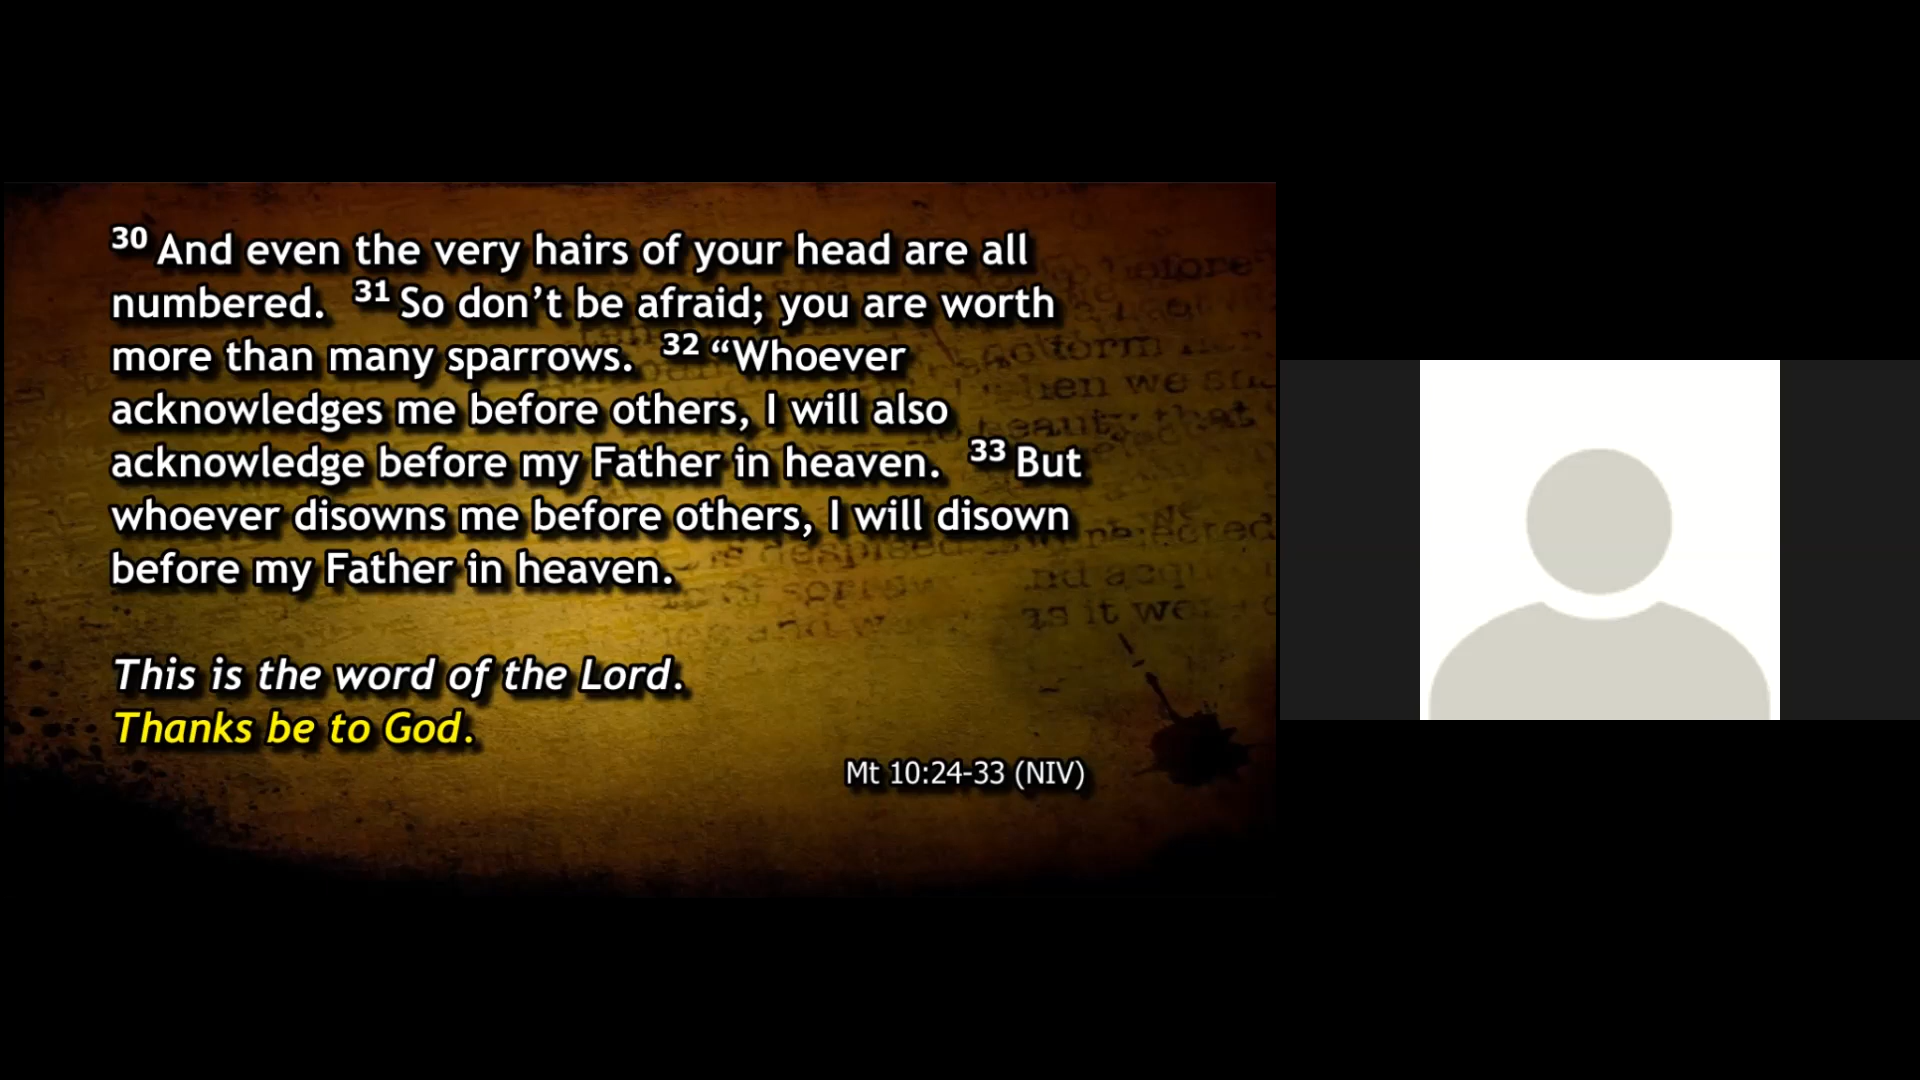 30 And even the very hairs of your head are all
numbered. 31 So don’t be afraid; you are worth
more than many sparrows. 32 “Whoever
acknowledges me before others, I will also
acknowledge before my Father in heaven. 33 But
whoever disowns me before others, I will disown
before my Father in heaven.
This is the word of the Lord.
Thanks be to God.
Mt 10:24-33 (NIV)